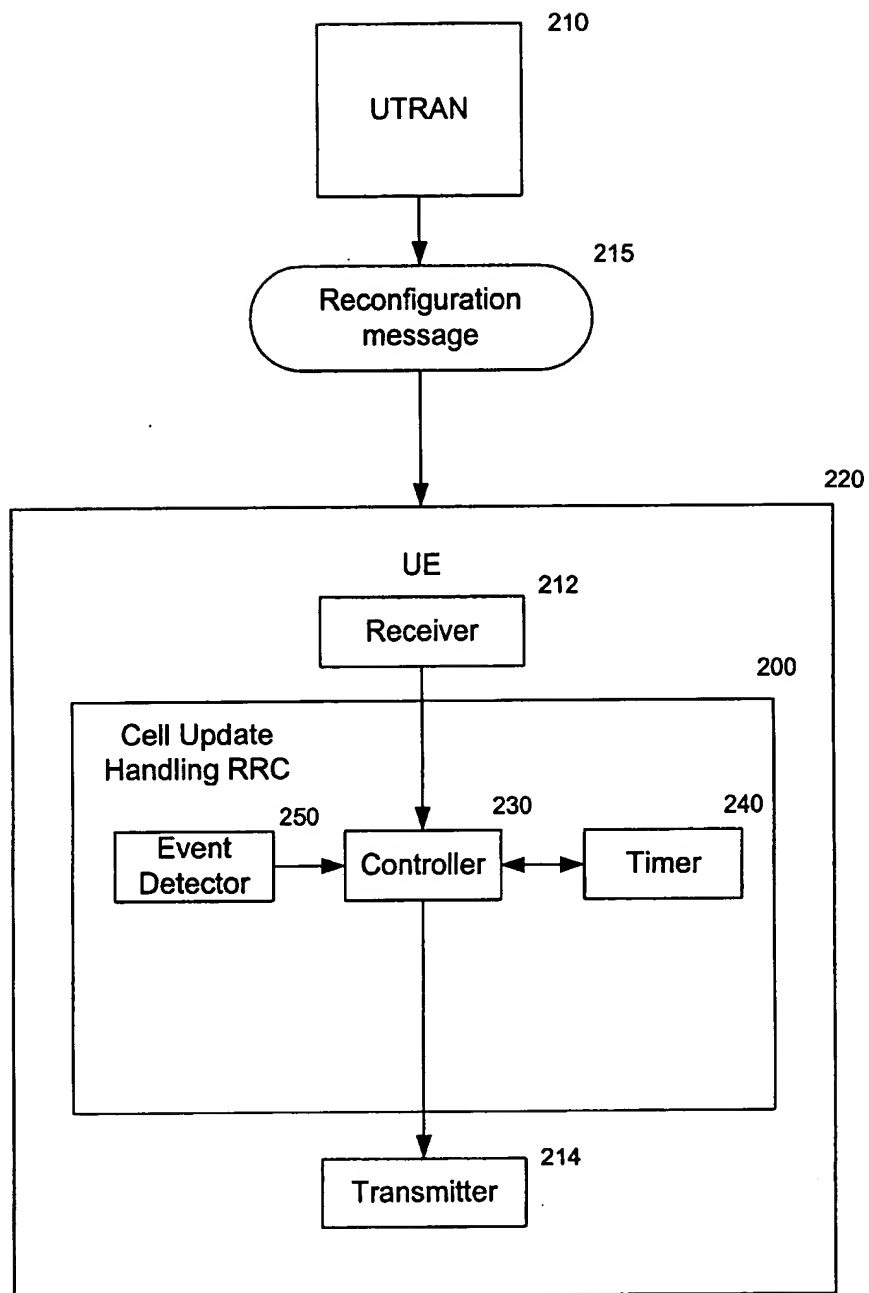 210
UTRAN
215
Reconfiguration
message
220
UE
212
Receiver
200
Cell Update
Handling RRC
250
230
240
Event
Detector
Controller
Timer
214
Transmitter